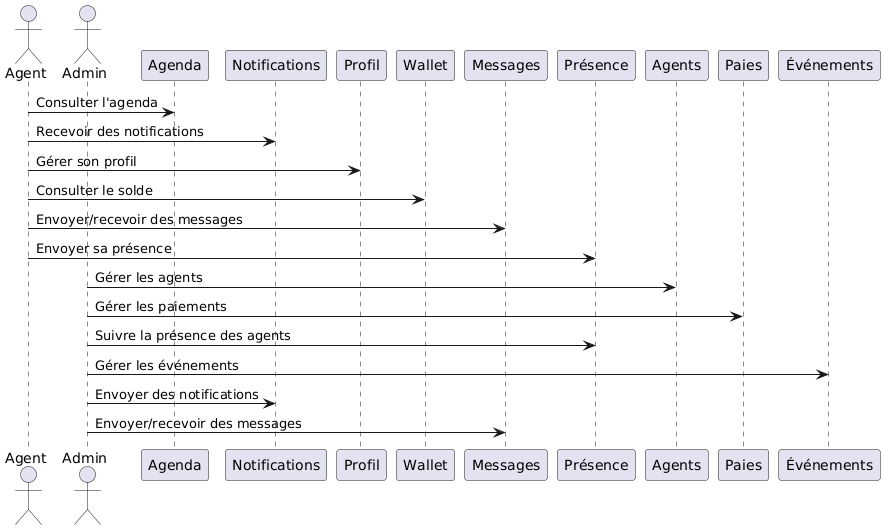 Agent
Admin
Agenda
Notifications
Profil
Wallet
Messages
Présence
Agents
Paies
Événements
Consulter l'agenda
Recevoir des notifications
Gérer son profil
Consulter le solde
Envoyer/recevoir des messages
Envoyer sa présence
Gérer les agents
Gérer les paiements
Suivre la présence des agents
Gérer les événements
Envoyer des notifications
Envoyer/recevoir des messages
Agent
Admin
Agenda
Notifications
Profil
Wallet
Messages
Présence
Agents
Paies
Événements